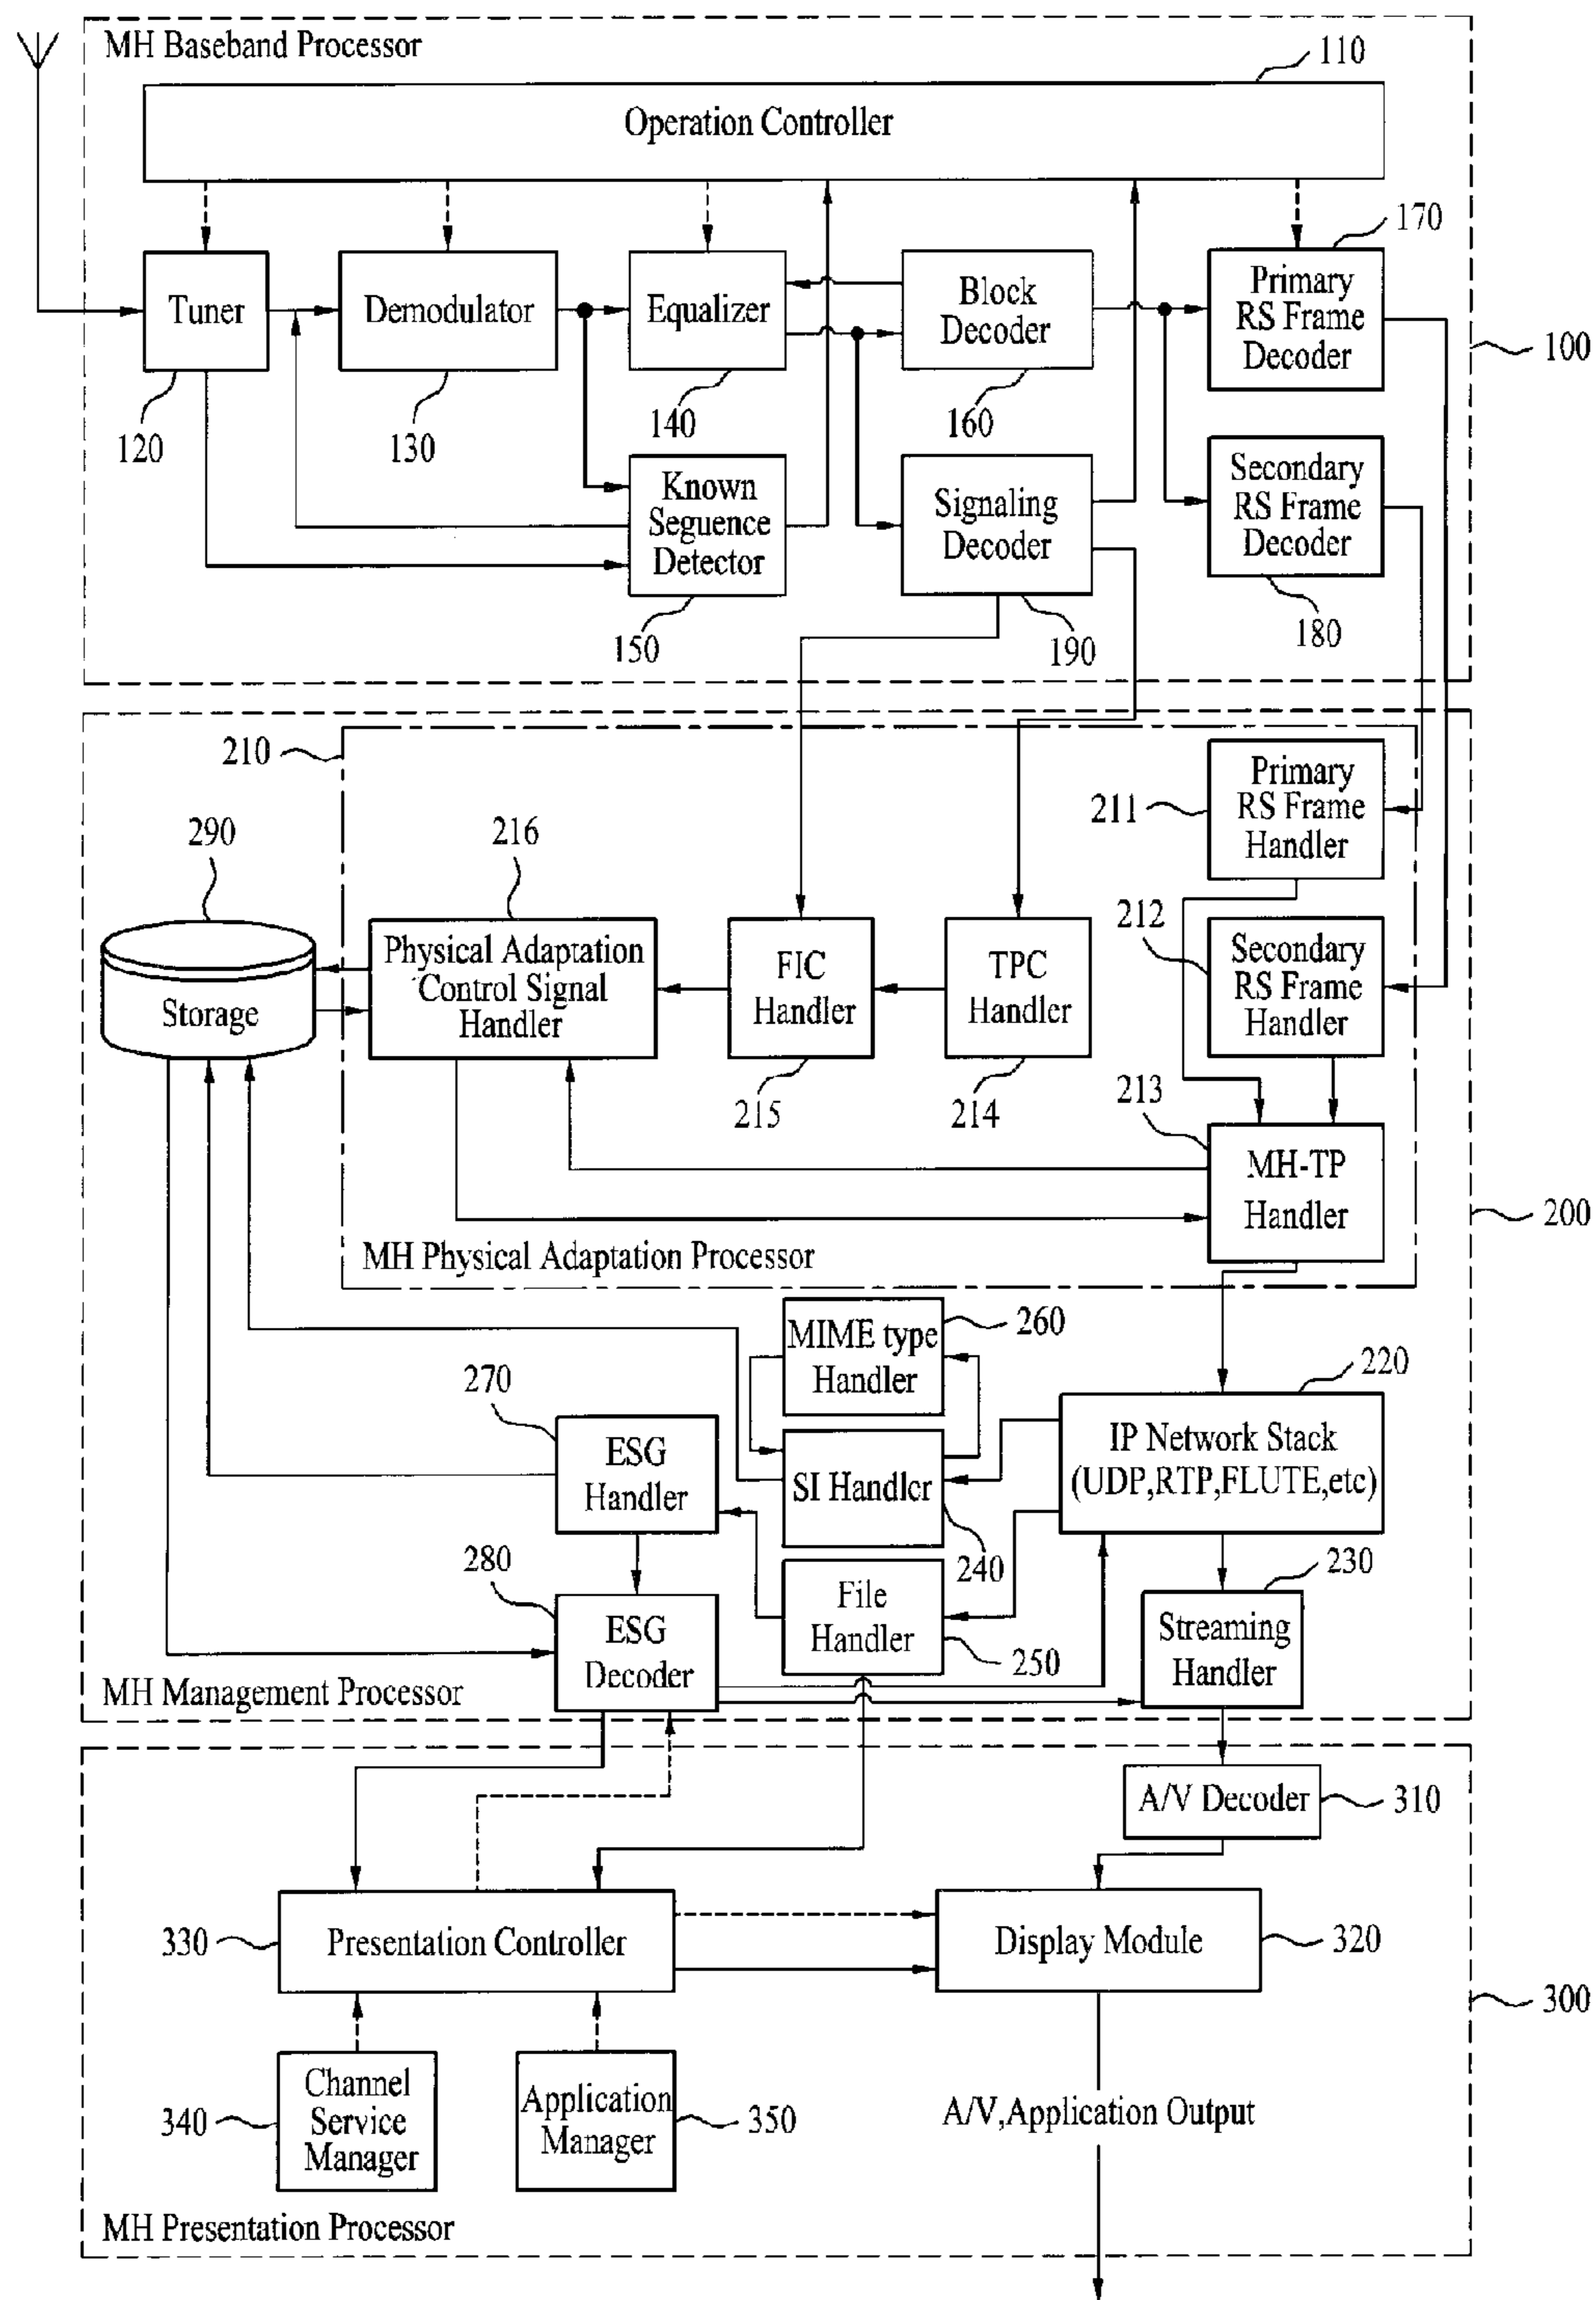 MH Baseband Processor
110
Operation Controller
170
Tuner
Demodulator
Equalizer
Block
Decoder
Primary
RS Frame
Decoder
100
120
130
140
160
Known
Seguence
Detector
Signaling
Decoder
Secondary
RS Frame
Decoder
150
190
180
210
Primary
RS Frame
Handler
211
290
216
212
Storage
Physical Adaptation
Control Signal
Handler
FIC
Handler
TPC
Handler
Secondary
RS Frame
Handler
215
214
213
MH-TP
Handler
200
MH Physical Adaptation Processor
MIME type
Handler
260
270
220
ESG
Handler
SI Handler
IP Network Stack
(UDP,RTP,FLUTE,etc)
280
240
230
ESG
Decoder
File
Handler
250
Streaming
Handler
MH Management Processor
A/V Decoder
310
330
Presentation Controller
Display Module
320
300
340
Channel
Service
Manager
Application
Manager
350
A/V,Application Output
MH Presentation Processor